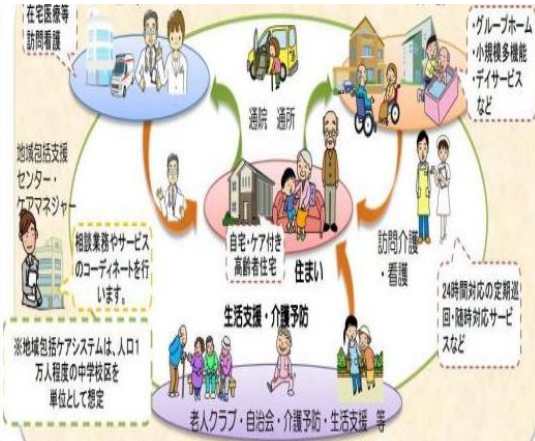 在宅医療等
訪問看護
・グループホーム
・小規模多機能
・デイサービス
など
通院 通所
地域包括支援
センター・
ケアマネジャー
相談業務やサービス
のコーディネートを行
います。
自宅・ケア付き
高齢者住宅
住まい
訪問介護
・看護
24時間対応の定期巡
回・随時対応サービ
スなど
生活支援・介護予防
※地域包括ケアシステムは、人口1
万人程度の中学校区を
単位として想定
老人クラブ・自治会・介護予防・生活支援 等